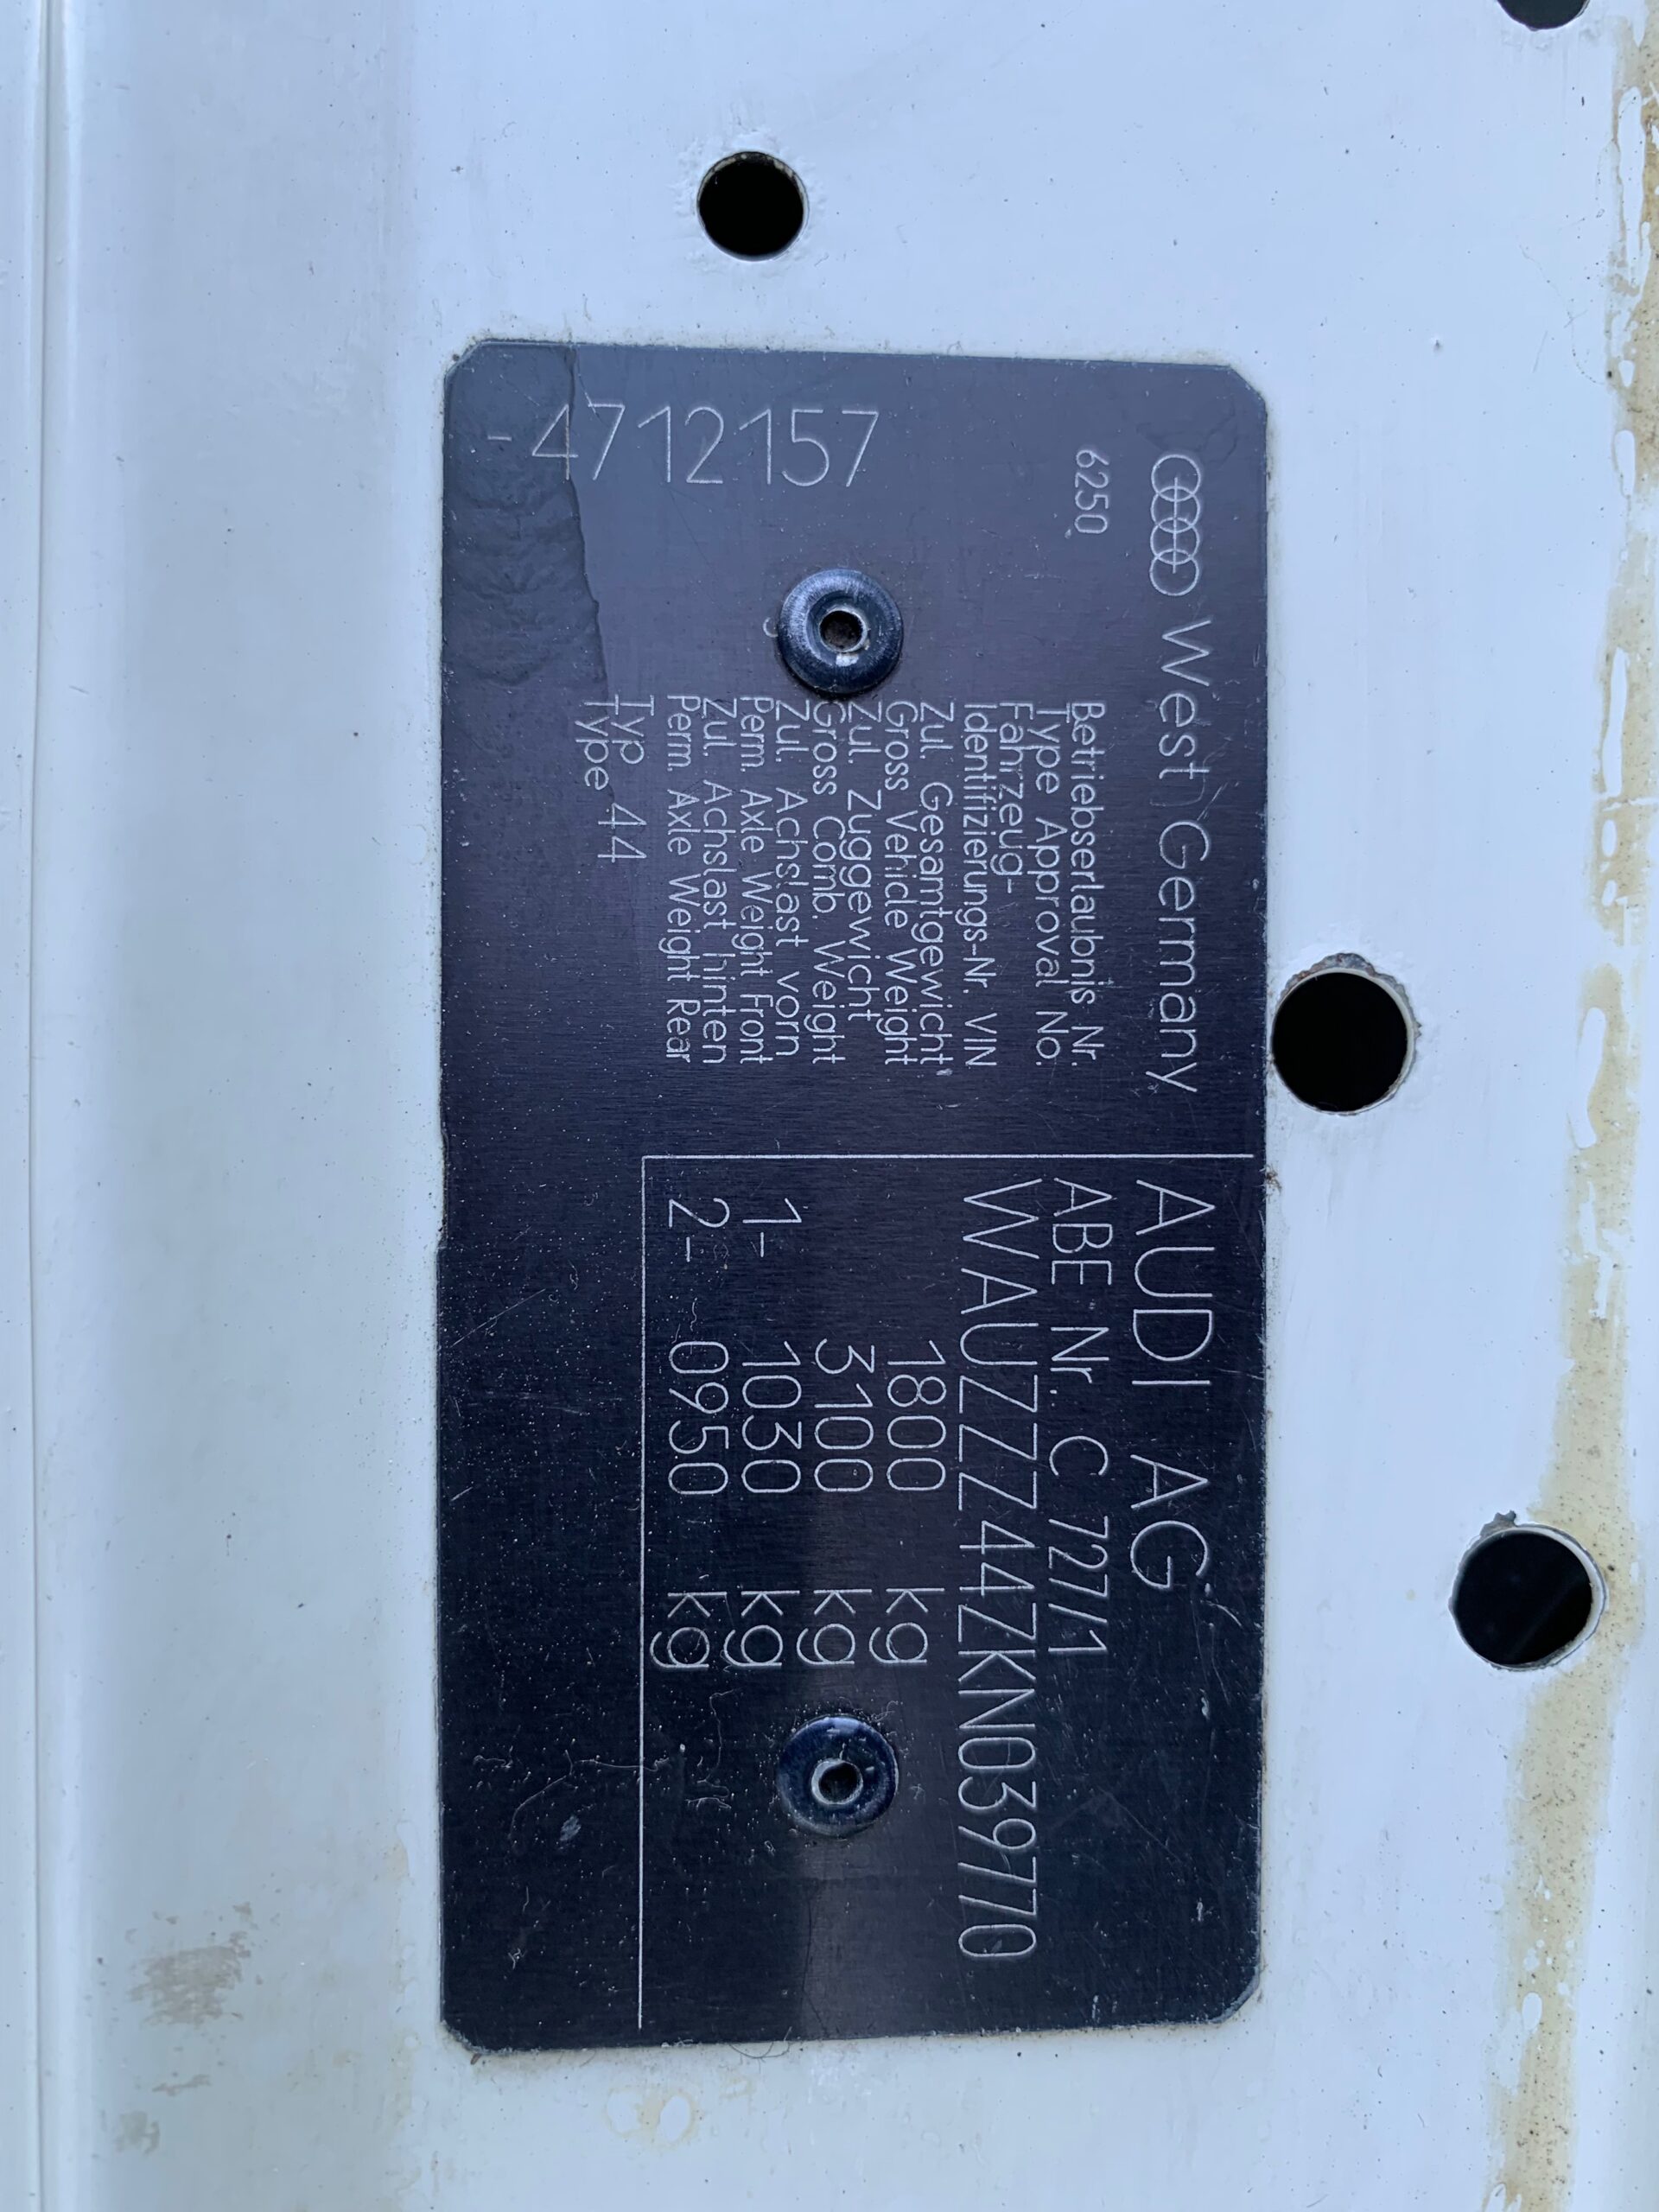 West Germany AUDI AG
6250
Betriebserlaubnis Nr. ABE Nr. C 727/1
Type Approval No.
Fahrzeug-
Identifizierungs-Nr. VIN WAUZZZ44ZKN039770
Zul. Gesamtgewicht 1800 kg
Gross Vehicle Weight
Zul. Zuggewicht 3100 kg
Gross Comb. Weight
Zul. Achslast vorn 1- 1030 kg
Perm. Axle Weight Front
Zul. Achslast hinten 2- 0950 kg
Perm. Axle Weight Rear
Typ 44
Type
-4712157